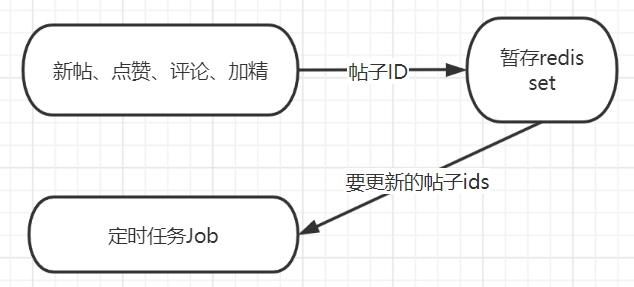 新帖、点赞、评论、加精
帖子ID
暂存redis
set
要更新的帖子ids
定时任务Job